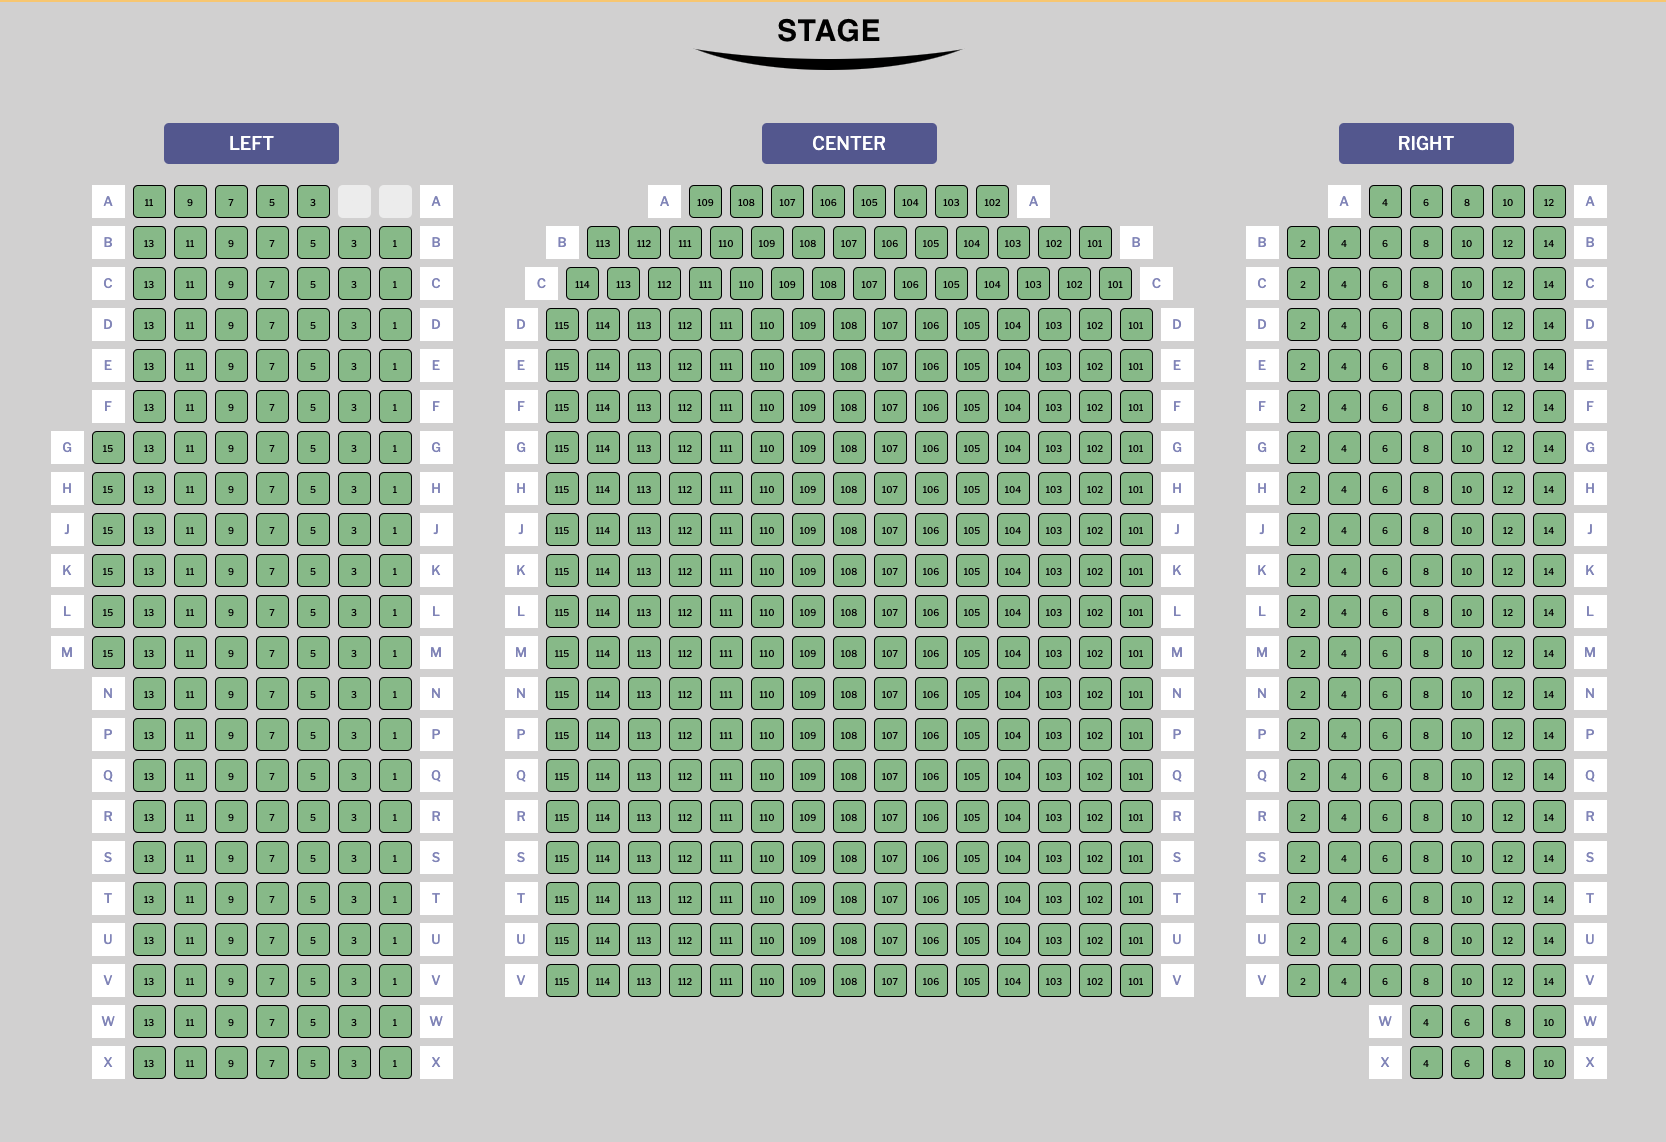 STAGE
LEFT CENTER RIGHT
A 11 9 7 5 3 A A 109 108 107 106 105 104 103 102 A A 4 6 8 10 12 A
B 13 11 9 7 5 3 1 B B 113 112 111 110 109 108 107 106 105 104 103 102 101 B B 2 4 6 8 10 12 14 B
C 13 11 9 7 5 3 1 C C 114 113 112 111 110 109 108 107 106 105 104 103 102 101 C C 2 4 6 8 10 12 14 C
D 13 11 9 7 5 3 1 D D 115 114 113 112 111 110 109 108 107 106 105 104 103 102 101 D D 2 4 6 8 10 12 14 D
E 13 11 9 7 5 3 1 E E 115 114 113 112 111 110 109 108 107 106 105 104 103 102 101 E E 2 4 6 8 10 12 14 E
F 13 11 9 7 5 3 1 F F 115 114 113 112 111 110 109 108 107 106 105 104 103 102 101 F F 2 4 6 8 10 12 14 F
G 15 13 11 9 7 5 3 1 G G 115 114 113 112 111 110 109 108 107 106 105 104 103 102 101 G G 2 4 6 8 10 12 14 G
H 15 13 11 9 7 5 3 1 H H 115 114 113 112 111 110 109 108 107 106 105 104 103 102 101 H H 2 4 6 8 10 12 14 H
J 15 13 11 9 7 5 3 1 J J 115 114 113 112 111 110 109 108 107 106 105 104 103 102 101 J J 2 4 6 8 10 12 14 J
K 15 13 11 9 7 5 3 1 K K 115 114 113 112 111 110 109 108 107 106 105 104 103 102 101 K K 2 4 6 8 10 12 14 K
L 15 13 11 9 7 5 3 1 L L 115 114 113 112 111 110 109 108 107 106 105 104 103 102 101 L L 2 4 6 8 10 12 14 L
M 15 13 11 9 7 5 3 1 M M 115 114 113 112 111 110 109 108 107 106 105 104 103 102 101 M M 2 4 6 8 10 12 14 M
N 13 11 9 7 5 3 1 N N 115 114 113 112 111 110 109 108 107 106 105 104 103 102 101 N N 2 4 6 8 10 12 14 N
P 13 11 9 7 5 3 1 P P 115 114 113 112 111 110 109 108 107 106 105 104 103 102 101 P P 2 4 6 8 10 12 14 P
Q 13 11 9 7 5 3 1 Q Q 115 114 113 112 111 110 109 108 107 106 105 104 103 102 101 Q Q 2 4 6 8 10 12 14 Q
R 13 11 9 7 5 3 1 R R 115 114 113 112 111 110 109 108 107 106 105 104 103 102 101 R R 2 4 6 8 10 12 14 R
S 13 11 9 7 5 3 1 S S 115 114 113 112 111 110 109 108 107 106 105 104 103 102 101 S S 2 4 6 8 10 12 14 S
T 13 11 9 7 5 3 1 T T 115 114 113 112 111 110 109 108 107 106 105 104 103 102 101 T T 2 4 6 8 10 12 14 T
U 13 11 9 7 5 3 1 U U 115 114 113 112 111 110 109 108 107 106 105 104 103 102 101 U U 2 4 6 8 10 12 14 U
V 13 11 9 7 5 3 1 V V 115 114 113 112 111 110 109 108 107 106 105 104 103 102 101 V V 2 4 6 8 10 12 14 V
W 13 11 9 7 5 3 1 W W 4 6 8 10 W
X 13 11 9 7 5 3 1 X X 4 6 8 10 X